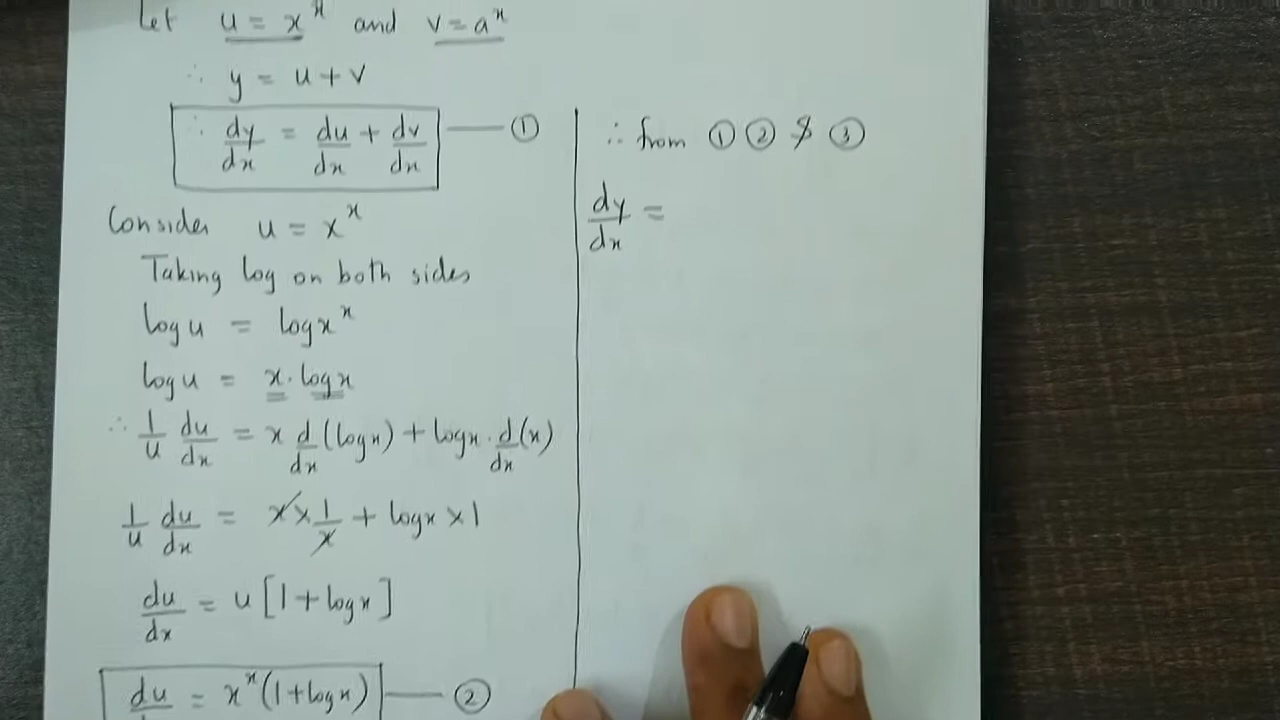 Let u = x^x and v = a^x
∴ y = u + v
∴ dy/dx = du/dx + dv/dx —— ①
Consider u = x^x
Taking log on both sides
log u = log x^x
log u = x · log x
∴ 1/u du/dx = x d/dx (log x) + log x · d/dx (x)
1/u du/dx = x × 1/x + log x × 1
du/dx = u [1 + log x]
du/dx = x^x (1 + log x) —— ②
∴ from ① ② & ③
dy/dx =